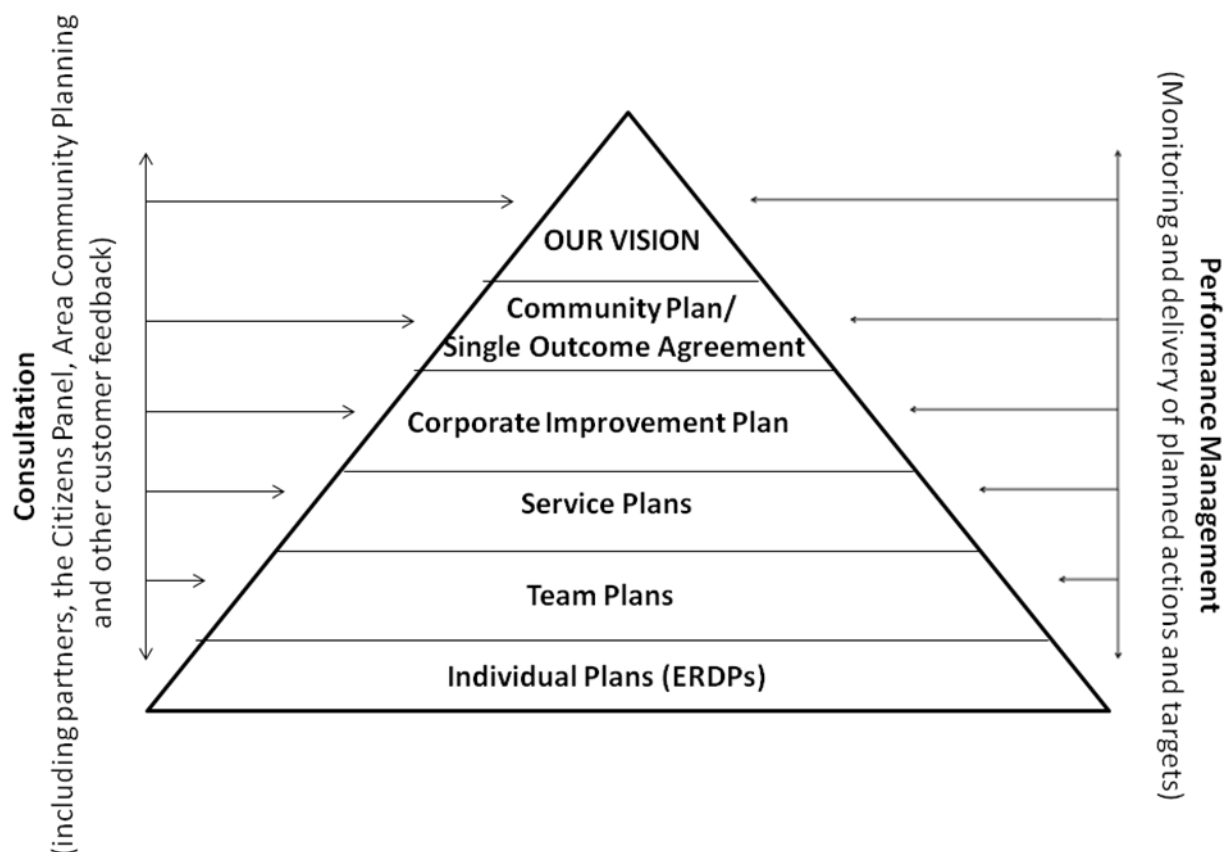 Consultation
(including partners, the Citizens Panel, Area Community Planning
and other customer feedback)
OUR VISION
Community Plan/
Single Outcome Agreement
Corporate Improvement Plan
Service Plans
Team Plans
Individual Plans (ERDPs)
Performance Management
(Monitoring and delivery of planned actions and targets)